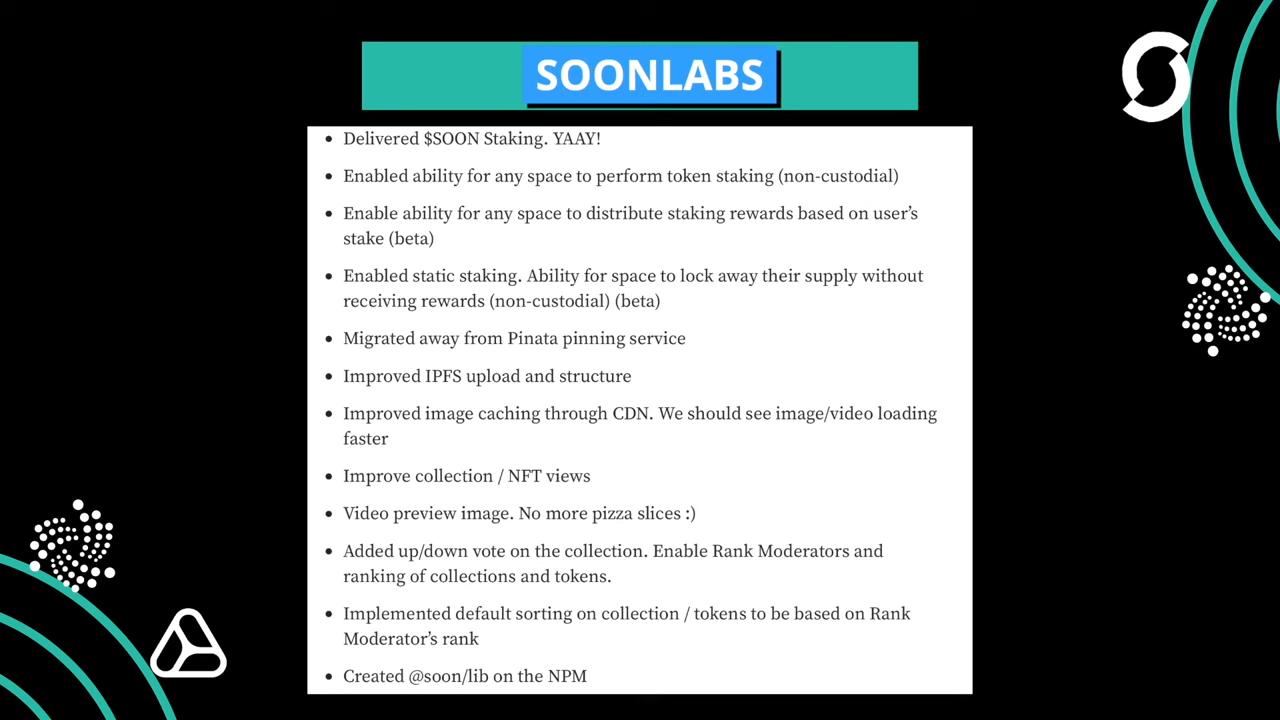 SOONLABS
• Delivered $SOON Staking. YAAY!
• Enabled ability for any space to perform token staking (non-custodial)
• Enable ability for any space to distribute staking rewards based on user’s
stake (beta)
• Enabled static staking. Ability for space to lock away their supply without
receiving rewards (non-custodial) (beta)
• Migrated away from Pinata pinning service
• Improved IPFS upload and structure
• Improved image caching through CDN. We should see image/video loading
faster
• Improve collection / NFT views
• Video preview image. No more pizza slices :)
• Added up/down vote on the collection. Enable Rank Moderators and
ranking of collections and tokens.
• Implemented default sorting on collection / tokens to be based on Rank
Moderator’s rank
• Created @soon/lib on the NPM